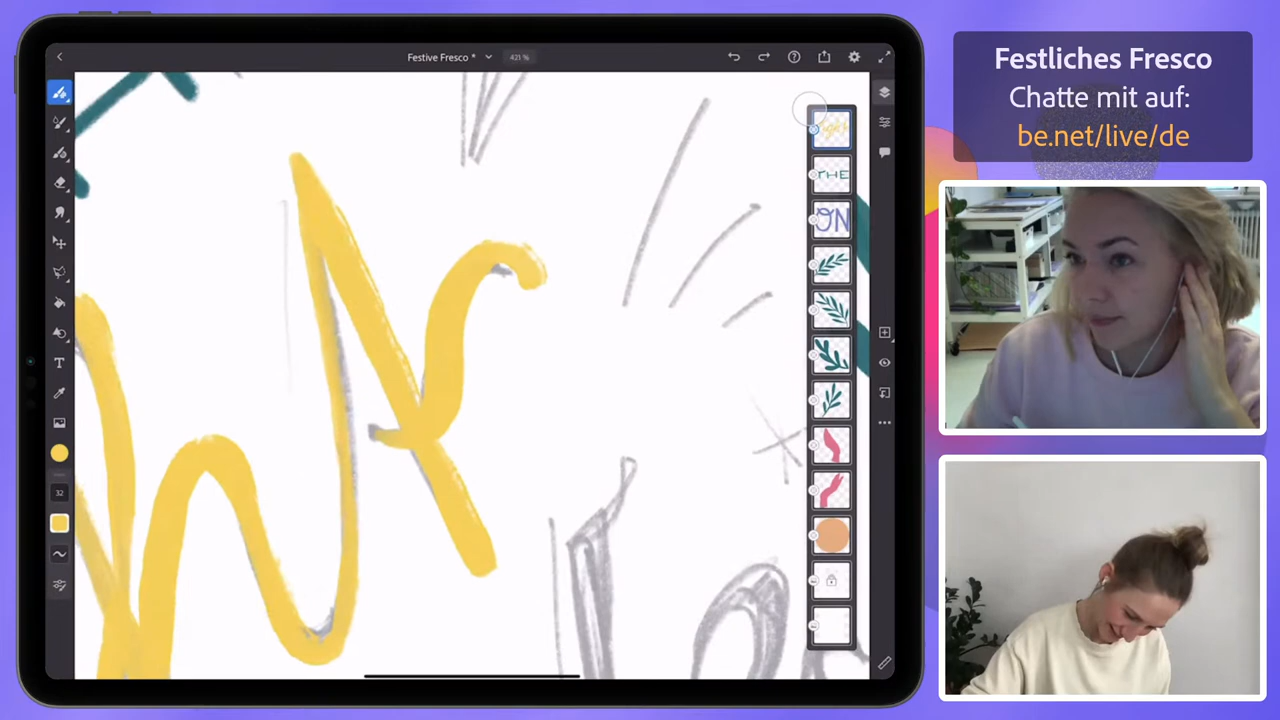 Festive Fresco *
421 %
Festliches Fresco
Chatte mit auf:
be.net/live/de
THE
ON
T
32